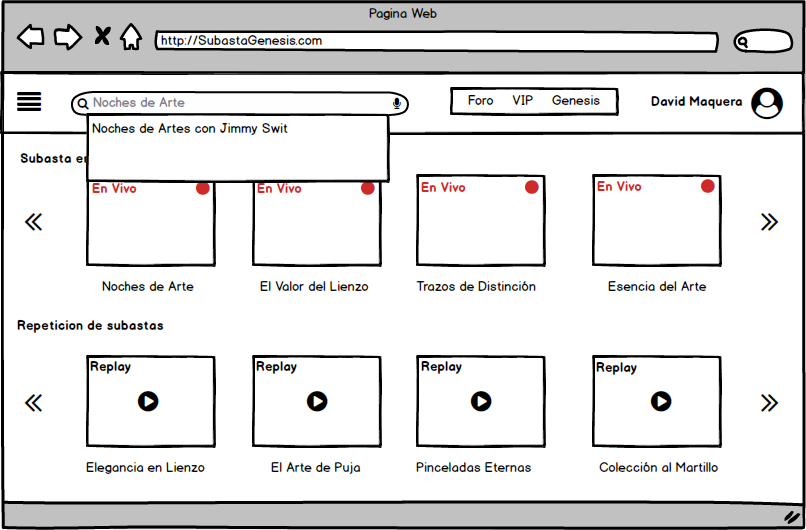 Pagina Web
http://SubastaGenesis.com
Noches de Arte
Foro VIP Genesis
David Maquera
Noches de Artes con Jimmy Swit
Subasta
En Vivo
En Vivo
En Vivo
En Vivo
Noches de Arte
El Valor del Lienzo
Trazos de Distinción
Esencia del Arte
Repeticion de subastas
Replay
Replay
Replay
Replay
Elegancia en Lienzo
El Arte de Puja
Pinceladas Eternas
Colección al Martillo